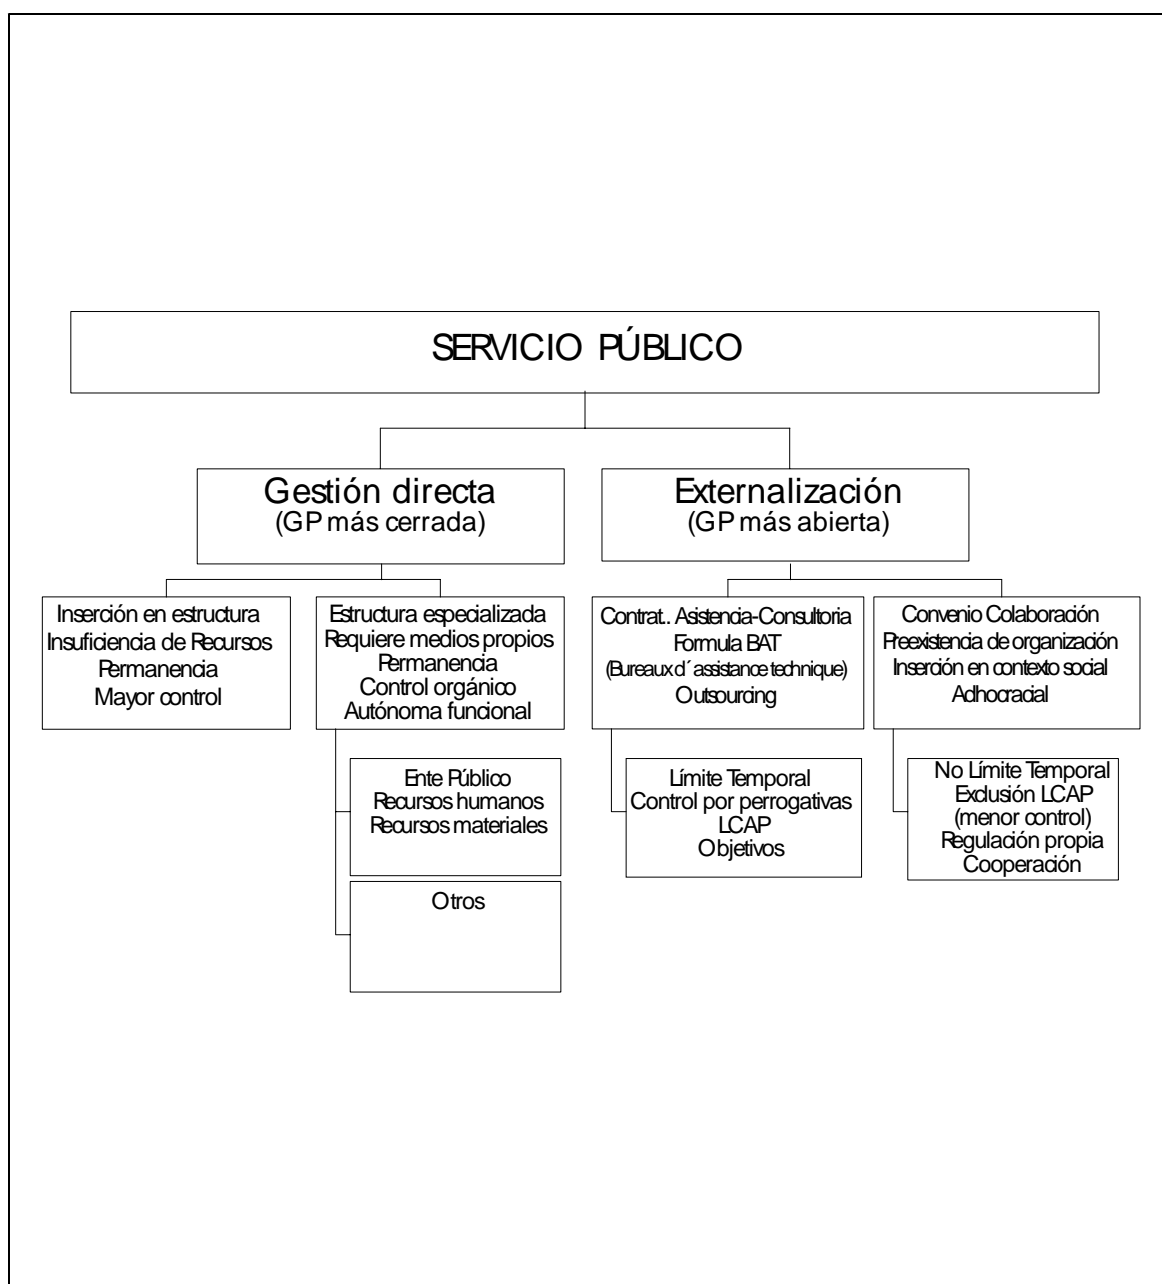 SERVICIO PÚBLICO
Gestión directa
(GP más cerrada)
Externalización
(GP más abierta)
Inserción en estructura
Insuficiencia de Recursos
Permanencia
Mayor control
Estructura especializada
Requiere medios propios
Permanencia
Control orgánico
Autónoma funcional
Contrat.. Asistencia-Consultoria
Formula BAT
(Bureaux d´ assistance technique)
Outsourcing
Convenio Colaboración
Preexistencia de organización
Inserción en contexto social
Adhocracial
Ente Público
Recursos humanos
Recursos materiales
Otros
Límite Temporal
Control por perrogativas
LCAP
Objetivos
No Límite Temporal
Exclusión LCAP
(menor control)
Regulación propia
Cooperación